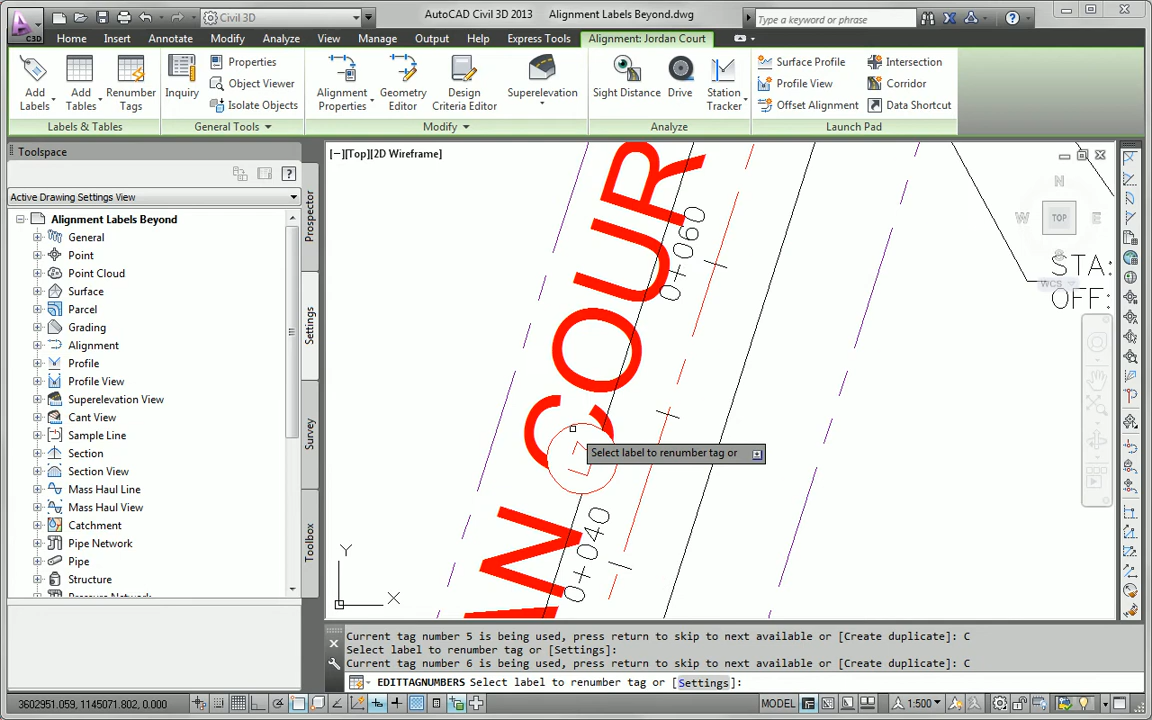 Civil 3D
AutoCAD Civil 3D 2013 Alignment Labels Beyond.dwg
Type a keyword or phrase
C3D
Home Insert Annotate Modify Analyze View Manage Output Help Express Tools Alignment: Jordan Court
Add Labels
Add Tables
Renumber Tags
Inquiry
Properties
Object Viewer
Isolate Objects
Alignment Properties
Geometry Editor
Design Criteria Editor
Superelevation
Sight Distance
Drive
Station Tracker
Surface Profile
Profile View
Offset Alignment
Intersection
Corridor
Data Shortcut
Labels & Tables General Tools Modify Analyze Launch Pad
Toolspace
Active Drawing Settings View
Alignment Labels Beyond
General
Point
Point Cloud
Surface
Parcel
Grading
Alignment
Profile
Profile View
Superelevation View
Cant View
Sample Line
Section
Section View
Mass Haul Line
Mass Haul View
Catchment
Pipe Network
Pipe
Structure
Prospector
Settings
Survey
Toolbox
[−][Top][2D Wireframe]
AN COUR
0+060
0+040
N
W TOP E
WCS
STA:
OFF:
Select label to renumber tag or
Y
X
Current tag number 5 is being used, press return to skip to next available or [Create duplicate]: C
Select label to renumber tag or [Settings]:
Current tag number 6 is being used, press return to skip to next available or [Create duplicate]: C
EDITTAGNUMBERS Select label to renumber tag or [Settings]:
3602951.059, 1145071.802, 0.000
MODEL
1:500